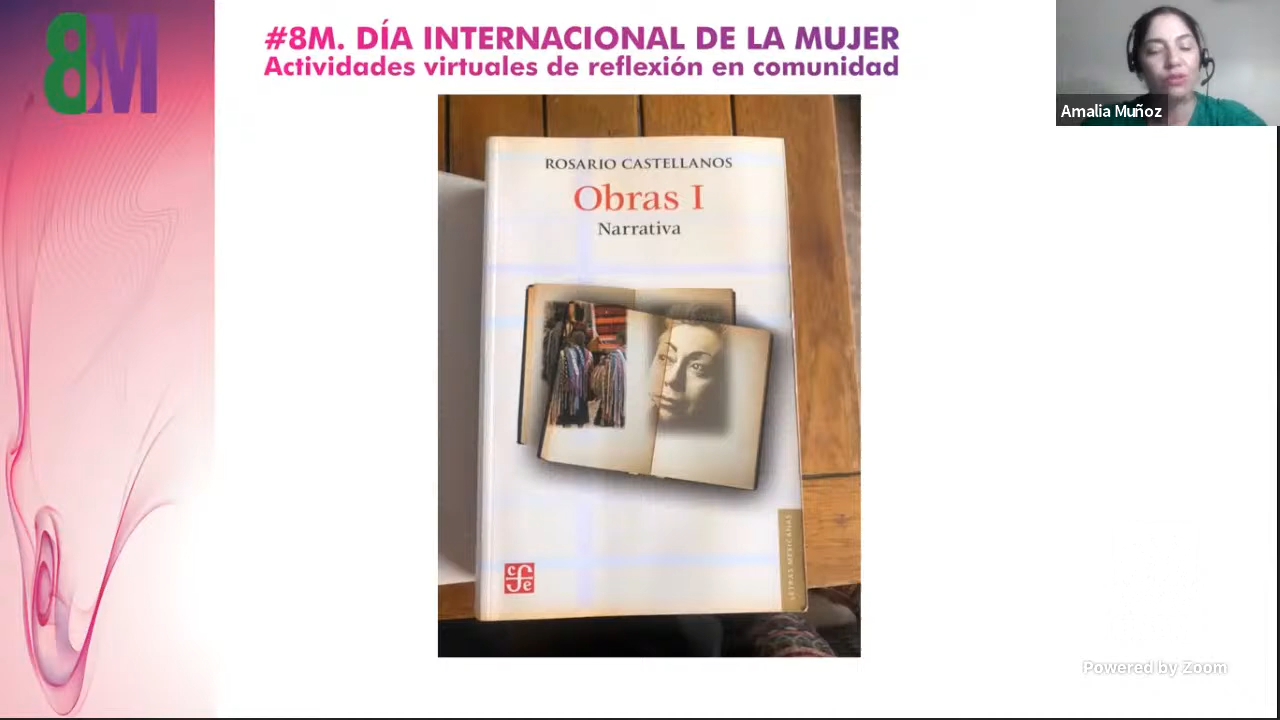 8M
#8M. DÍA INTERNACIONAL DE LA MUJER
Actividades virtuales de reflexión en comunidad
Amalia Muñoz
ROSARIO CASTELLANOS
Obras I
Narrativa
LETRAS MEXICANAS
cfe
Powered by Zoom